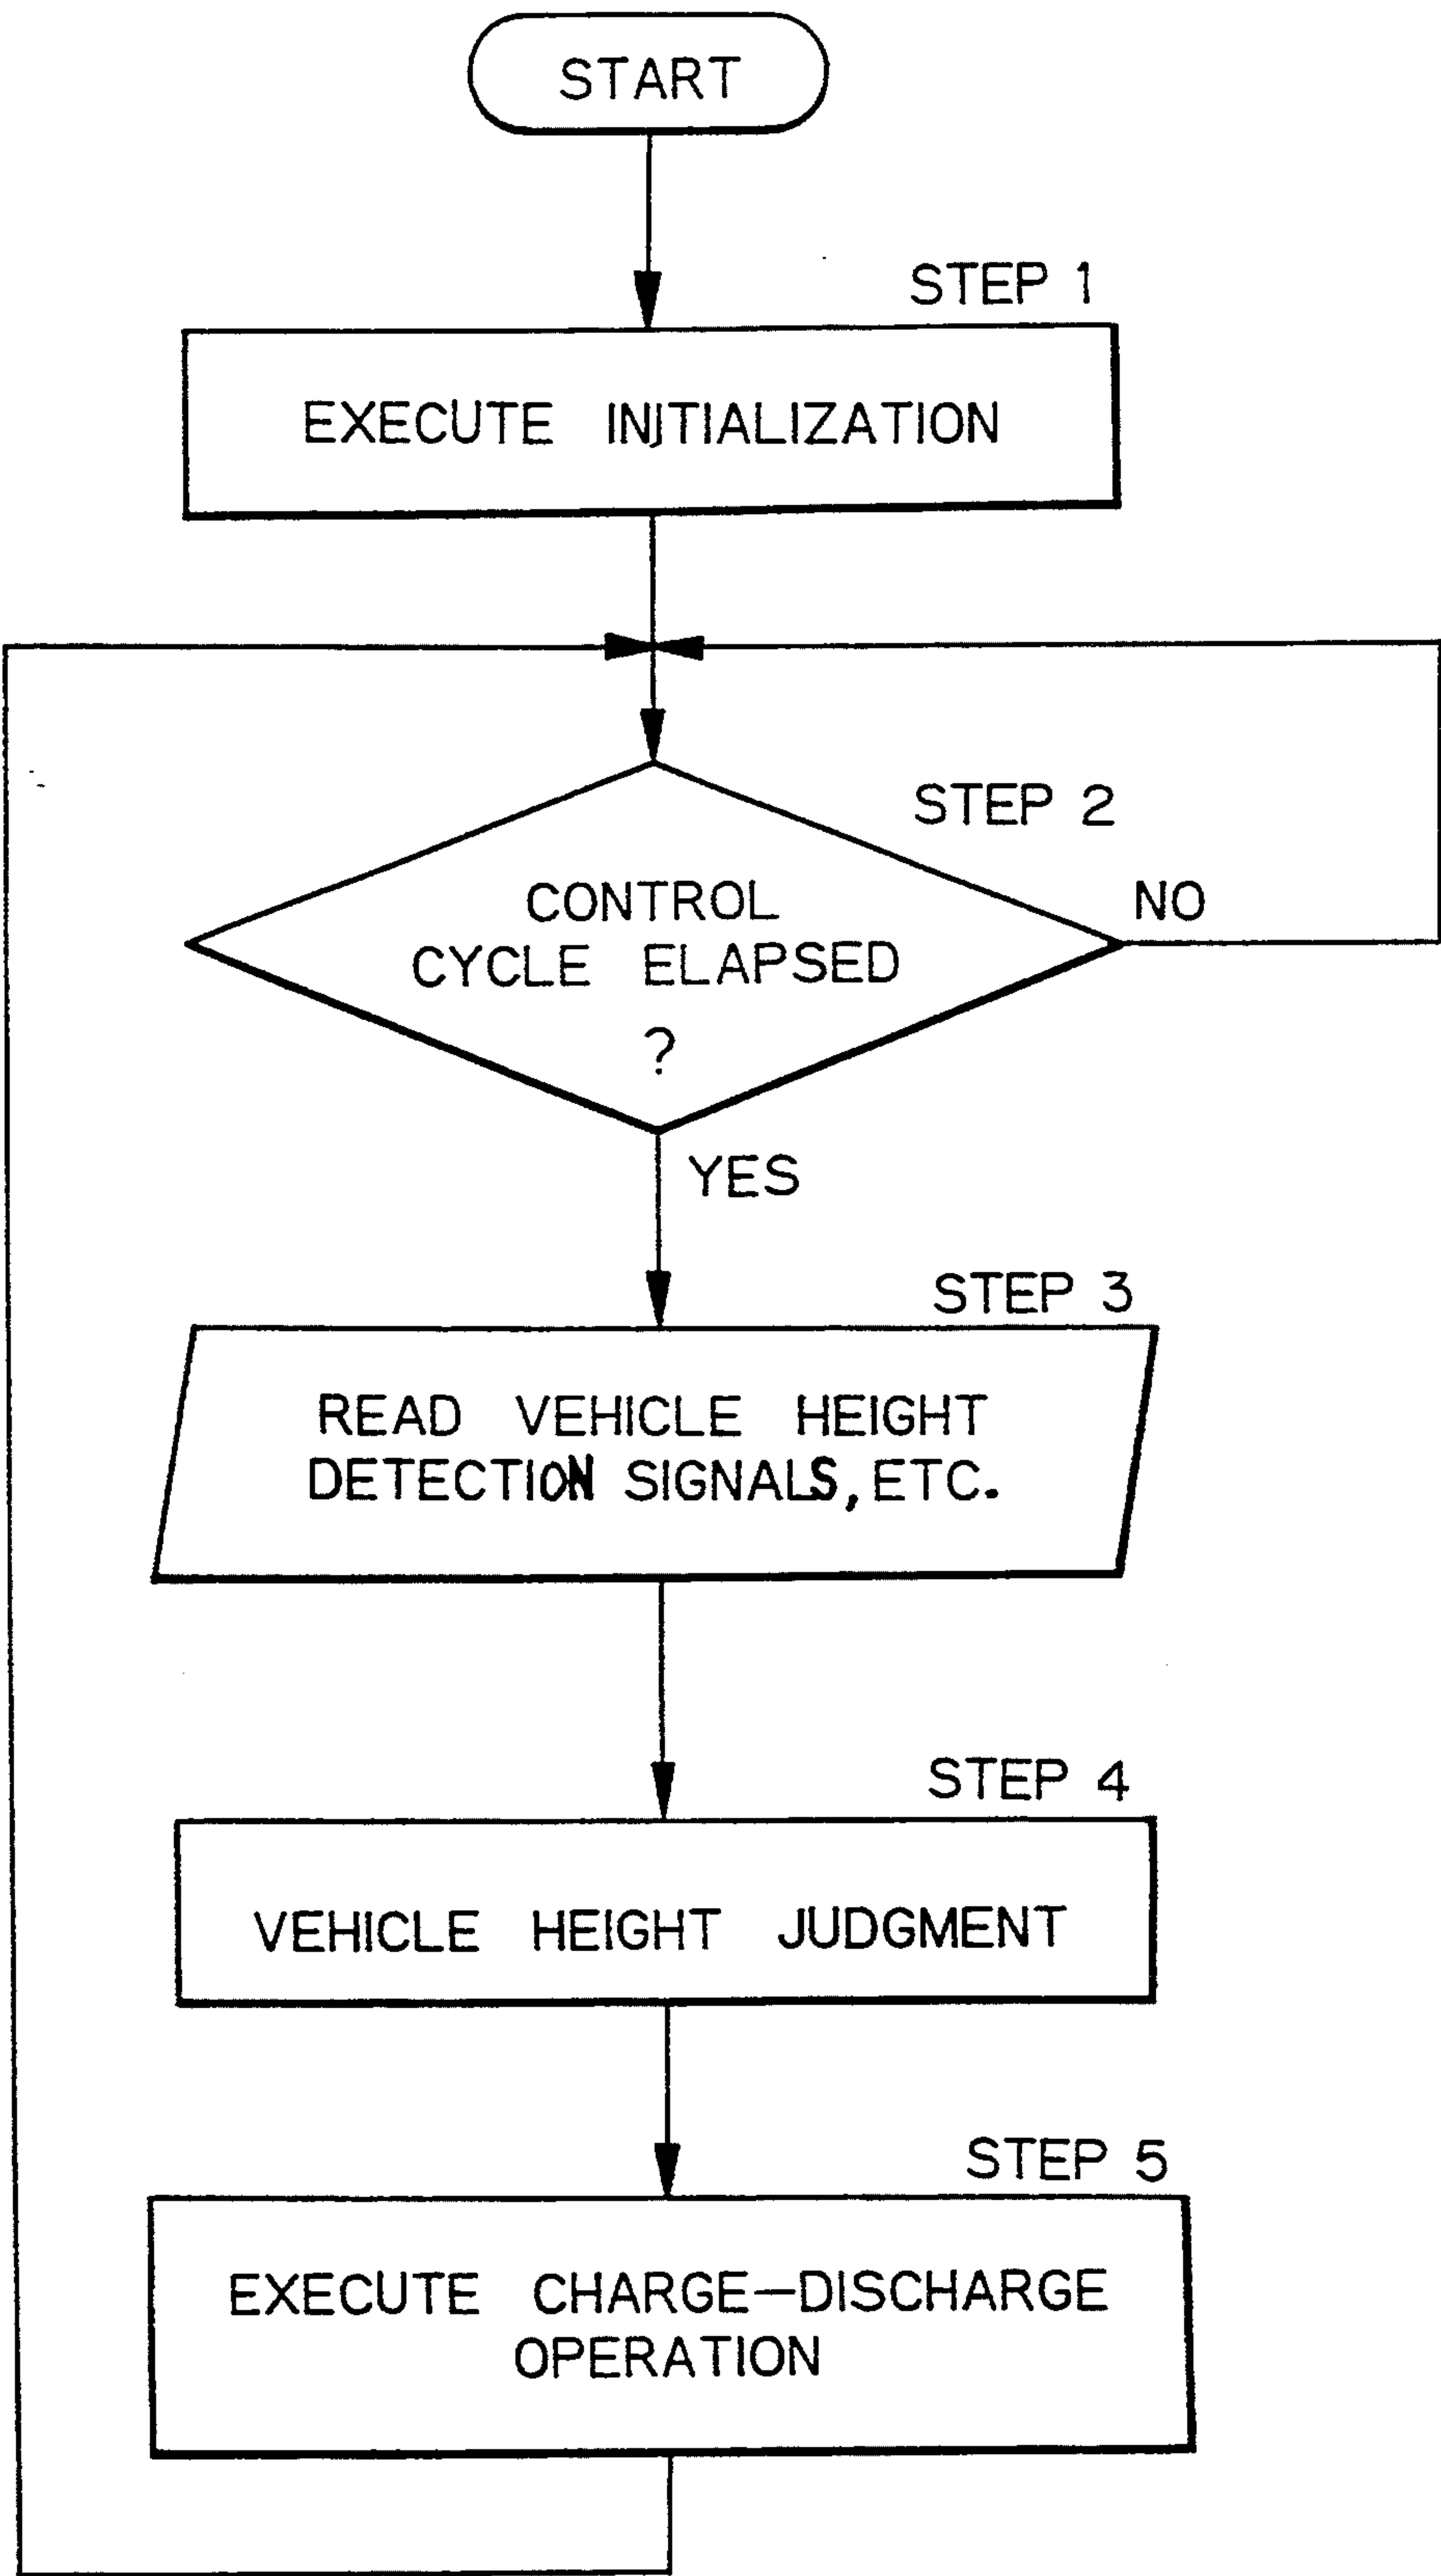 START
STEP 1
EXECUTE INITIALIZATION
STEP 2
CONTROL
CYCLE ELAPSED
?
NO
YES
STEP 3
READ VEHICLE HEIGHT
DETECTION SIGNALS, ETC.
STEP 4
VEHICLE HEIGHT JUDGMENT
STEP 5
EXECUTE CHARGE—DISCHARGE
OPERATION